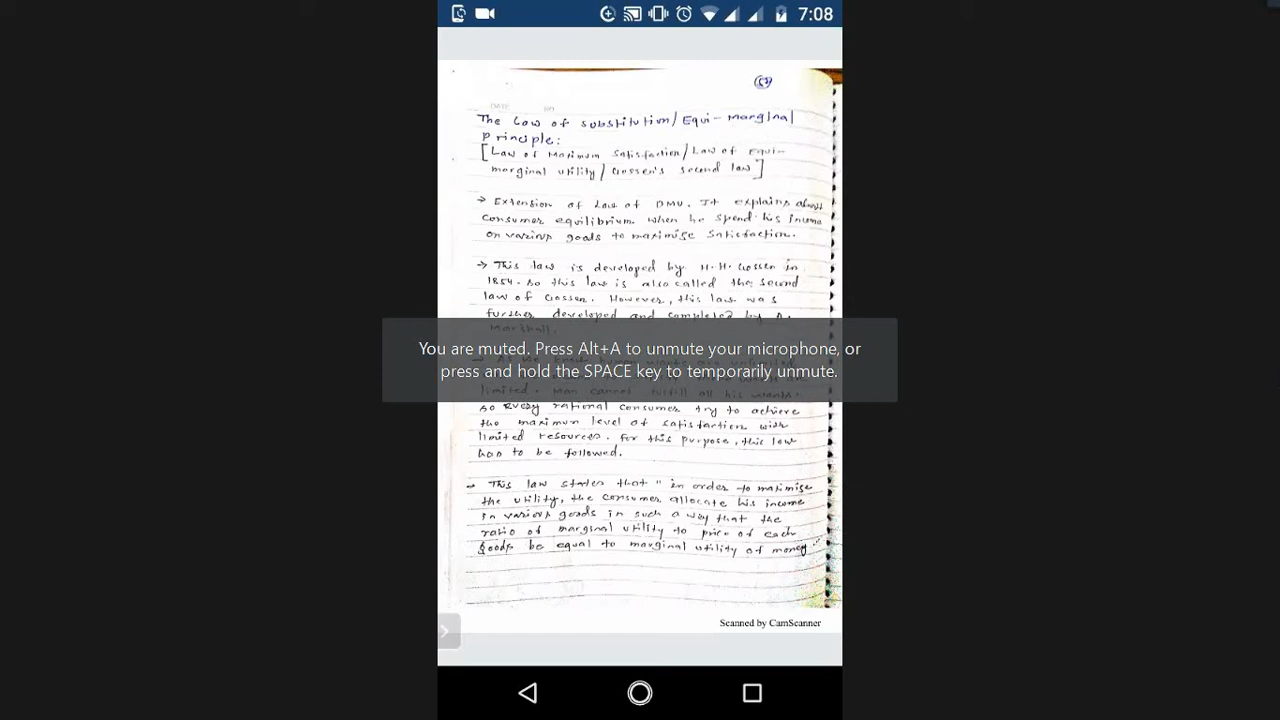 7:08
DATE
The Law of substitution/Equi-marginal
Principle:
[Law of Maximum Satisfaction/Law of Equi-
marginal utility/Gossen's second law]
→ Extension of Law of DMU. It explains about
consumer equilibrium when he spend his income
on various goods to maximise satisfaction.
→ This law is developed by H.H. Gossen in
1854. So this law is also called the second
law of Gossen. However, this law was
further developed and completed by A.
Marshall.
You are muted. Press Alt+A to unmute your microphone, or
press and hold the SPACE key to temporarily unmute.
limited. Man cannot fulfill all his wants.
so every rational consumer try to achieve
the maximum level of satisfaction with
limited resources. For this purpose, this law
has to be followed.
→ This law states that "in order to maximise
the utility, the consumer allocate his income
in various goods in such a way that the
ratio of marginal utility to price of each
goods be equal to marginal utility of money"
Scanned by CamScanner